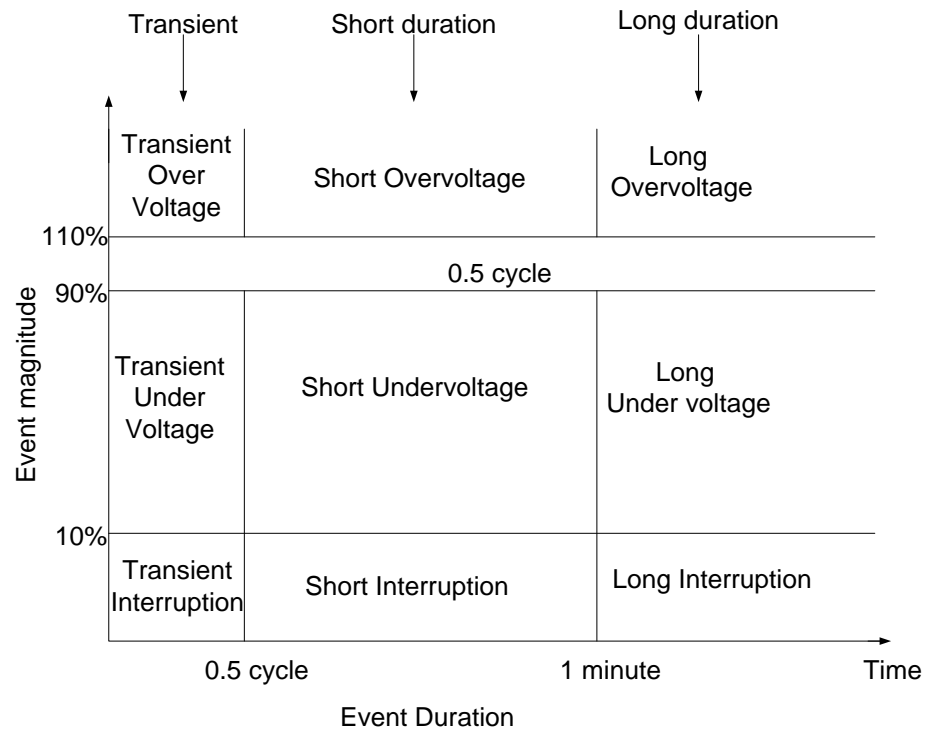 Transient
Short duration
Long duration
Transient
Over
Voltage
Short Overvoltage
Long
Overvoltage
110%
0.5 cycle
90%
Event magnitude
Transient
Under
Voltage
Short Undervoltage
Long
Under voltage
10%
Transient
Interruption
Short Interruption
Long Interruption
0.5 cycle
1 minute
Time
Event Duration